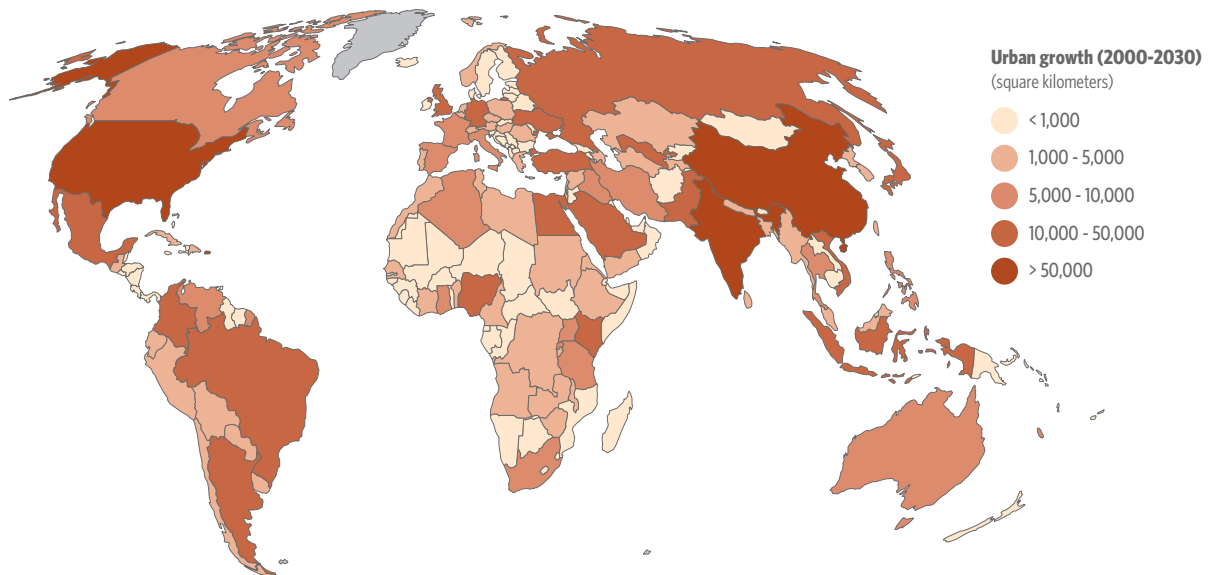 Urban growth (2000-2030)
(square kilometers)
< 1,000
1,000 - 5,000
5,000 - 10,000
10,000 - 50,000
> 50,000